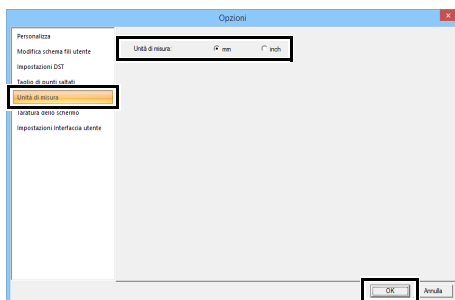 Opzioni
x
Personalizza
Modifica schema fili utente
Impostazioni DST
Taglio di punti saltati
Unità di misura
Taratura dello schermo
Impostazioni Interfaccia utente
Unità di misura: mm inch
OK Annulla